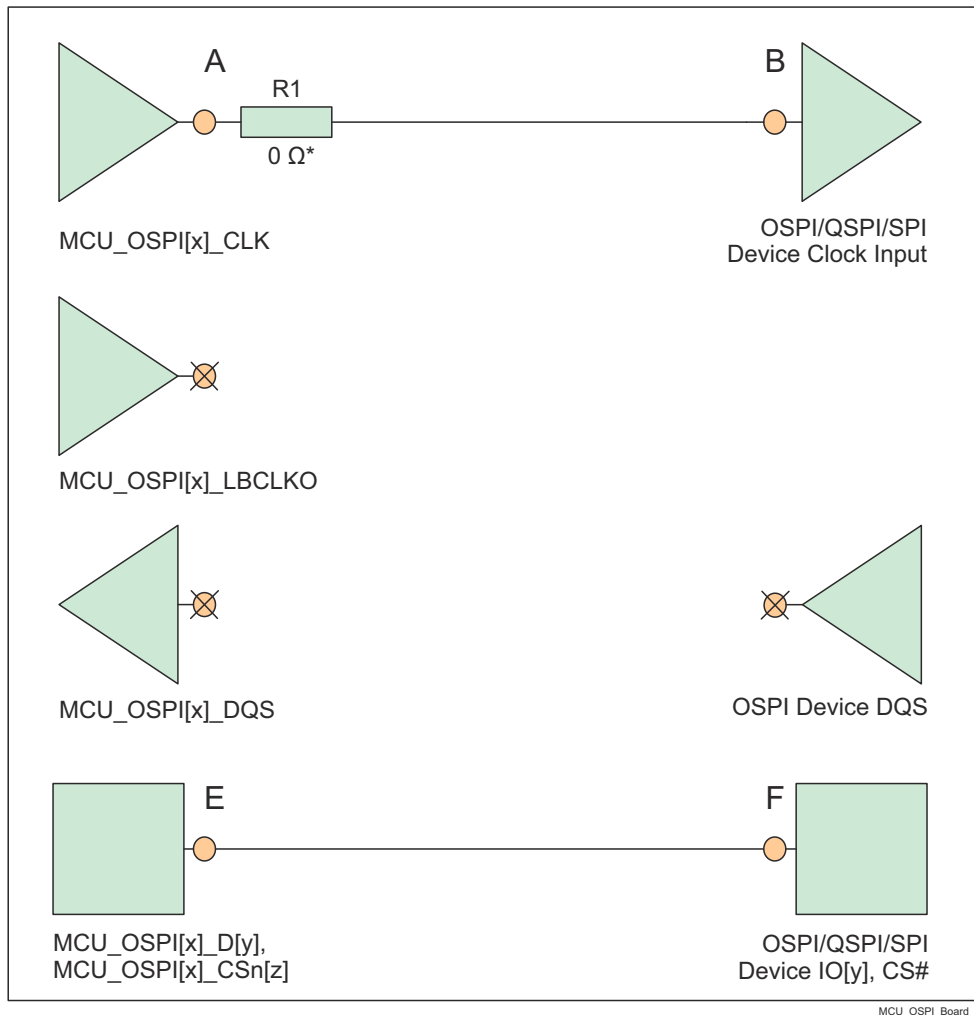 A
B
R1
0 Ω*
MCU_OSPI[x]_CLK
OSPI/QSPI/SPI
Device Clock Input
MCU_OSPI[x]_LBCLKO
MCU_OSPI[x]_DQS
OSPI Device DQS
E
F
MCU_OSPI[x]_D[y],
MCU_OSPI[x]_CSn[z]
OSPI/QSPI/SPI
Device IO[y], CS#
MCU_OSPI_Board